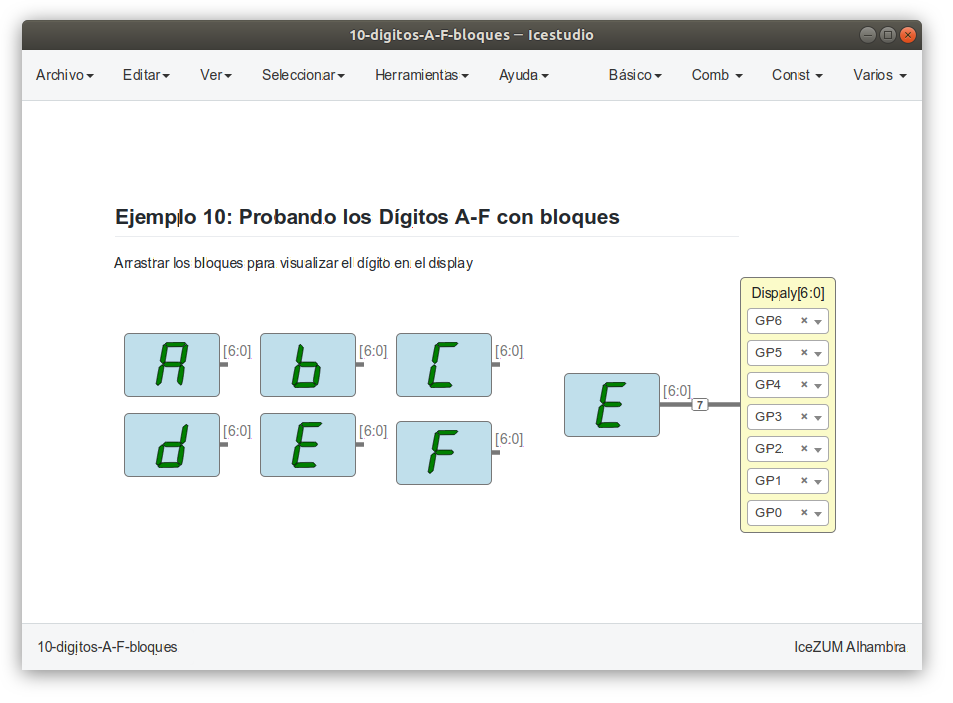 10-digitos-A-F-bloques — Icestudio
Archivo Editar Ver Seleccionar Herramientas Ayuda Básico Comb Const Varios
Ejemplo 10: Probando los Dígitos A-F con bloques
Arrastrar los bloques para visualizar el dígito en el display
Dispaly[6:0]
GP6
GP5
GP4
GP3
GP2
GP1
GP0
A [6:0] b [6:0] C [6:0]
E [6:0] 7
d [6:0] E [6:0] F [6:0]
10-digitos-A-F-bloques IceZUM Alhambra